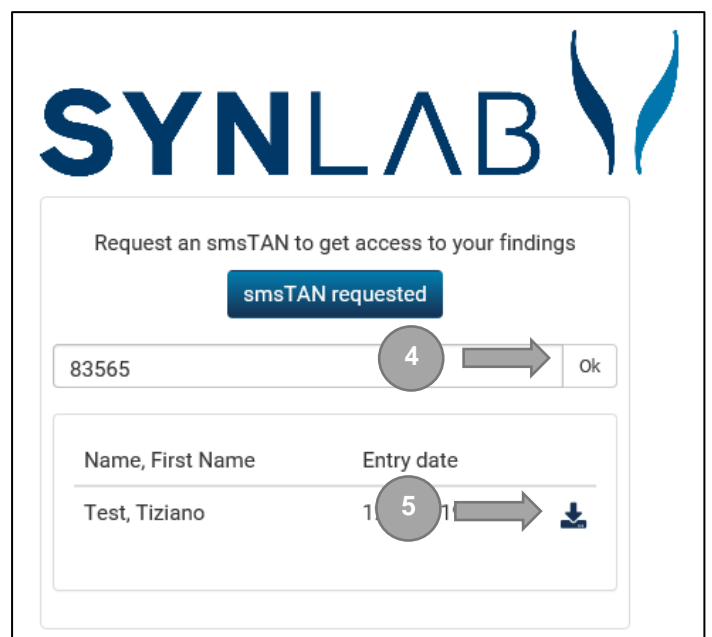 SYNLAB
Request an smsTAN to get access to your findings
smsTAN requested
83565
4
Ok
Name, First Name Entry date
Test, Tiziano
5